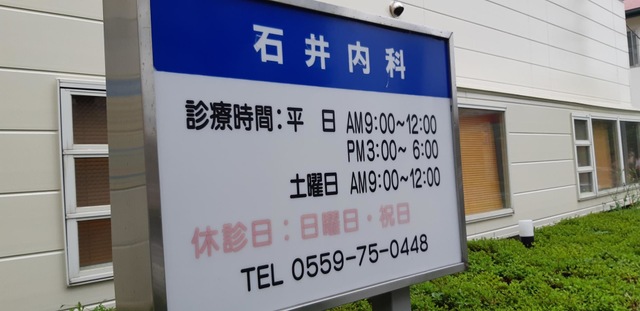 石井内科
診療時間：平　日 AM9:00〜12:00
PM3:00〜 6:00
土曜日 AM9:00〜12:00
休診日：日曜日・祝日
TEL 0559-75-0448